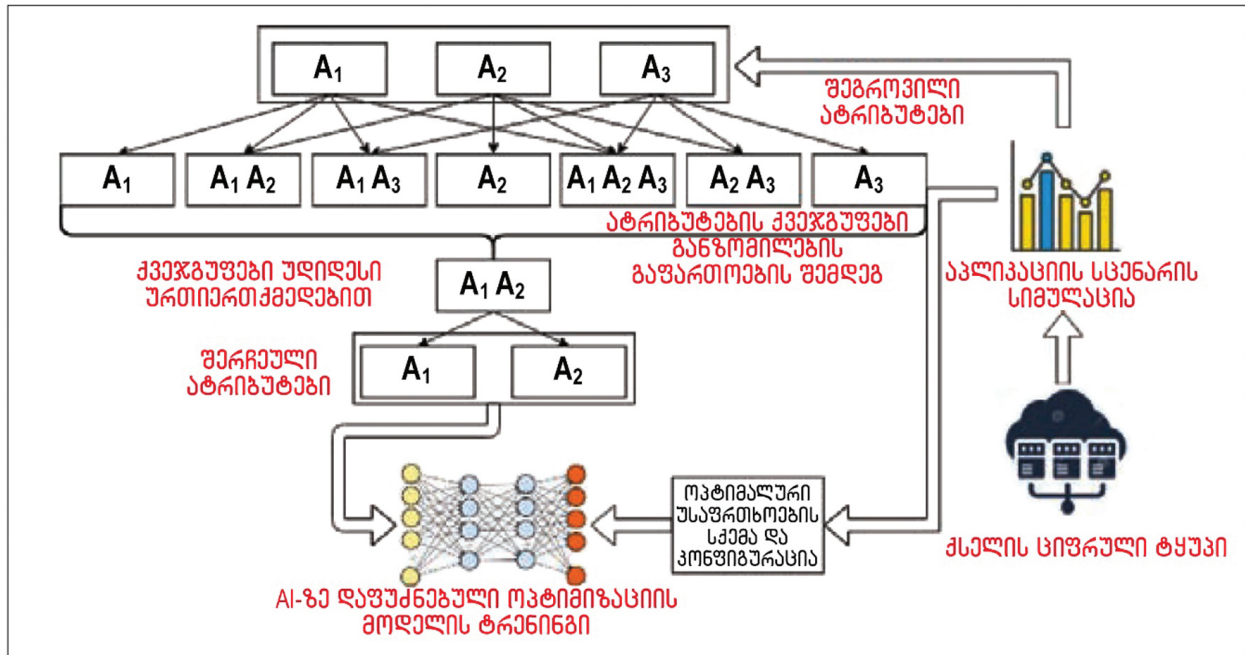 A₁
A₂
A₃
შეგროვილი
ატრიბუტები
A₁
A₁ A₂
A₁ A₃
A₂
A₁ A₂ A₃
A₂ A₃
A₃
ატრიბუტების ქვეჯგუფები
განზომილების
გაფართოების შემდეგ
აპლიკაციის სცენარის
სიმულაცია
ქვეჯგუფები უდიდესი
ურთიერთქმედებით
A₁ A₂
შერჩეული
ატრიბუტები
A₁
A₂
ოპტიმალური
უსაფრთხოების
სქემა და
კონფიგურაცია
ქსელის ციფრული ტყუპი
AI-ზე დაფუძნებული ოპტიმიზაციის
მოდელის ტრენინგი